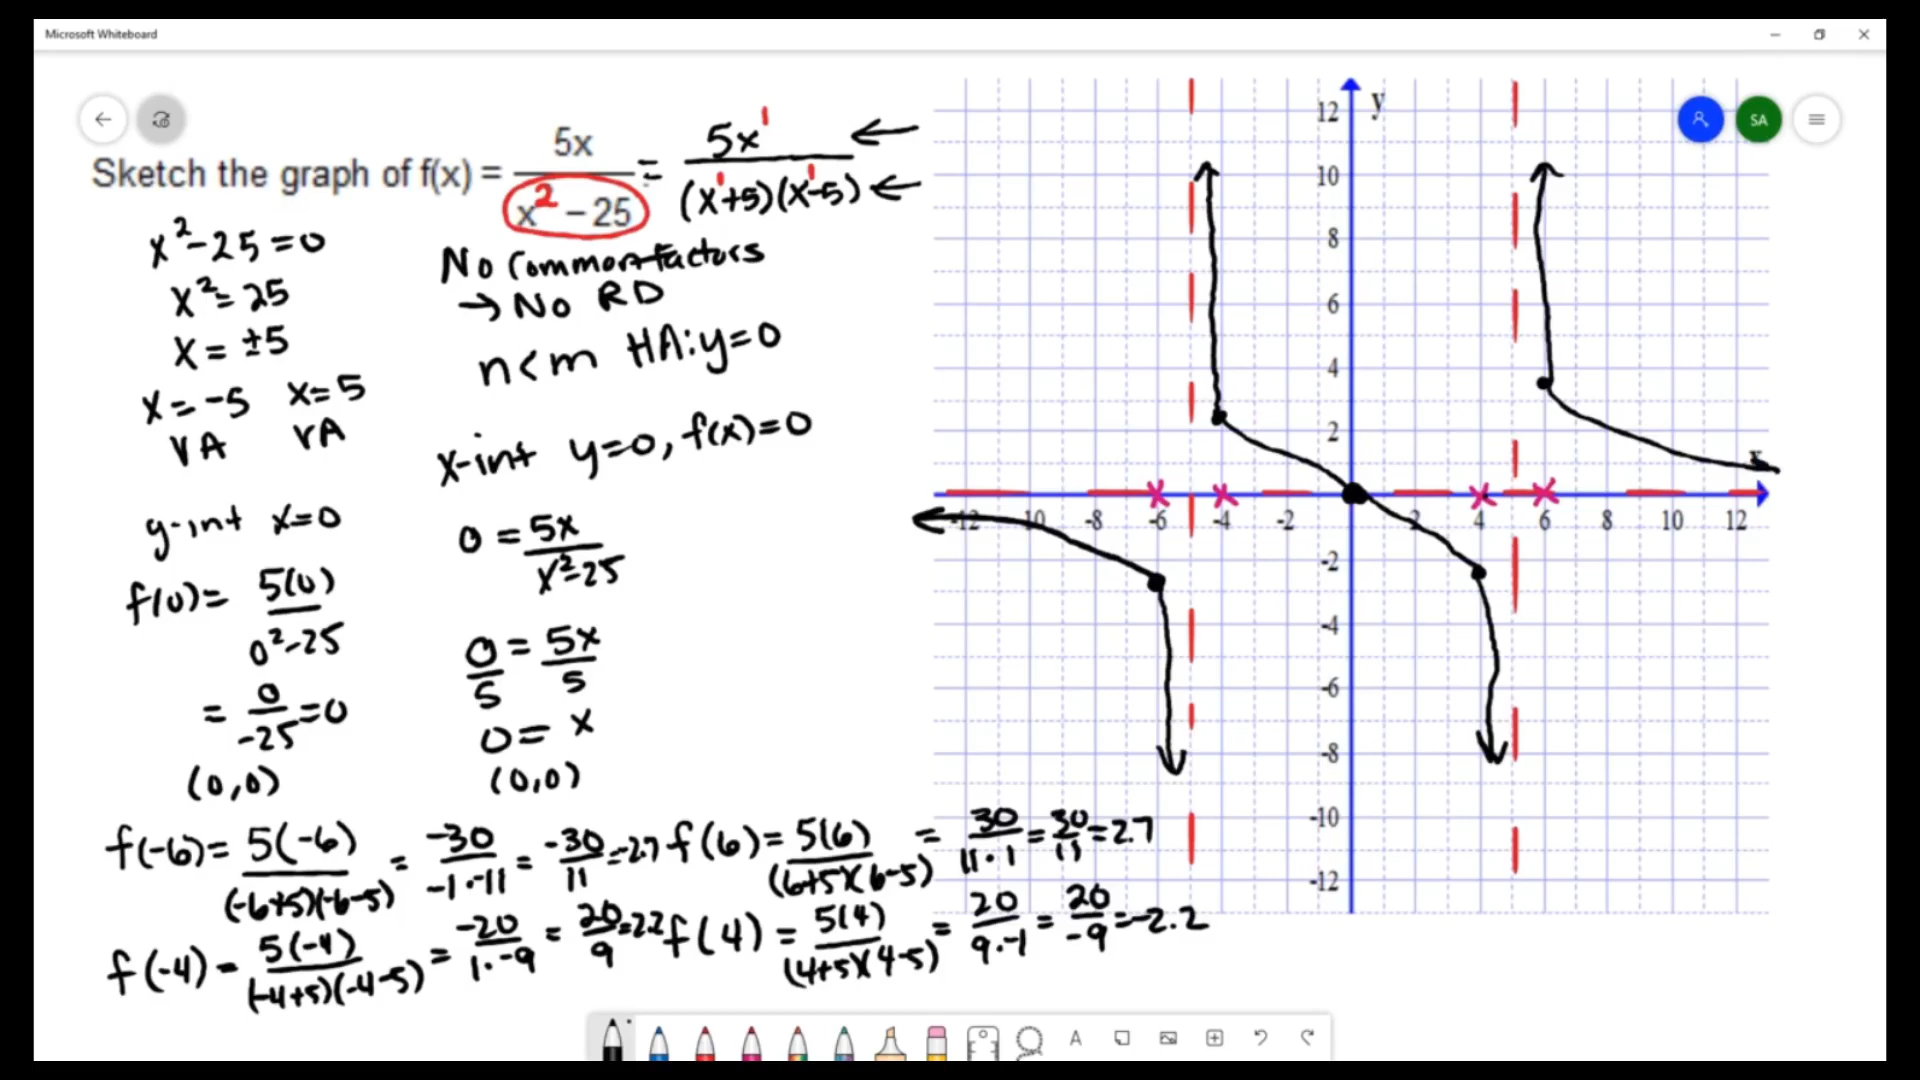 Microsoft Whiteboard
SA
Sketch the graph of f(x) = 5x / x² - 25 = 5x¹ / (x¹+5)(x¹-5)
x²-25=0
x²=25
x=±5
x=-5 x=5
VA VA
No common factors
→ No RD
n<m HA: y=0
x-int y=0, f(x)=0
y-int x=0
f(0)= 5(0) / 0²-25
= 0 / -25 = 0
(0,0)
0 = 5x / x²-25
0/5 = 5x/5
0 = x
(0,0)
f(-6)= 5(-6) / (-6+5)(-6-5) = -30 / -1·-11 = -30 / 11 = -2.7
f(6)= 5(6) / (6+5)(6-5) = 30 / 11·1 = 30 / 11 = 2.7
f(-4)= 5(-4) / (-4+5)(-4-5) = -20 / 1·-9 = 20 / 9 = 2.2
f(4)= 5(4) / (4+5)(4-5) = 20 / 9·-1 = 20 / -9 = -2.2
y
12
10
8
6
4
2
x
-12 10 -8 -6 -4 -2 2 4 6 8 10 12
-2
-4
-6
-8
-10
-12
A